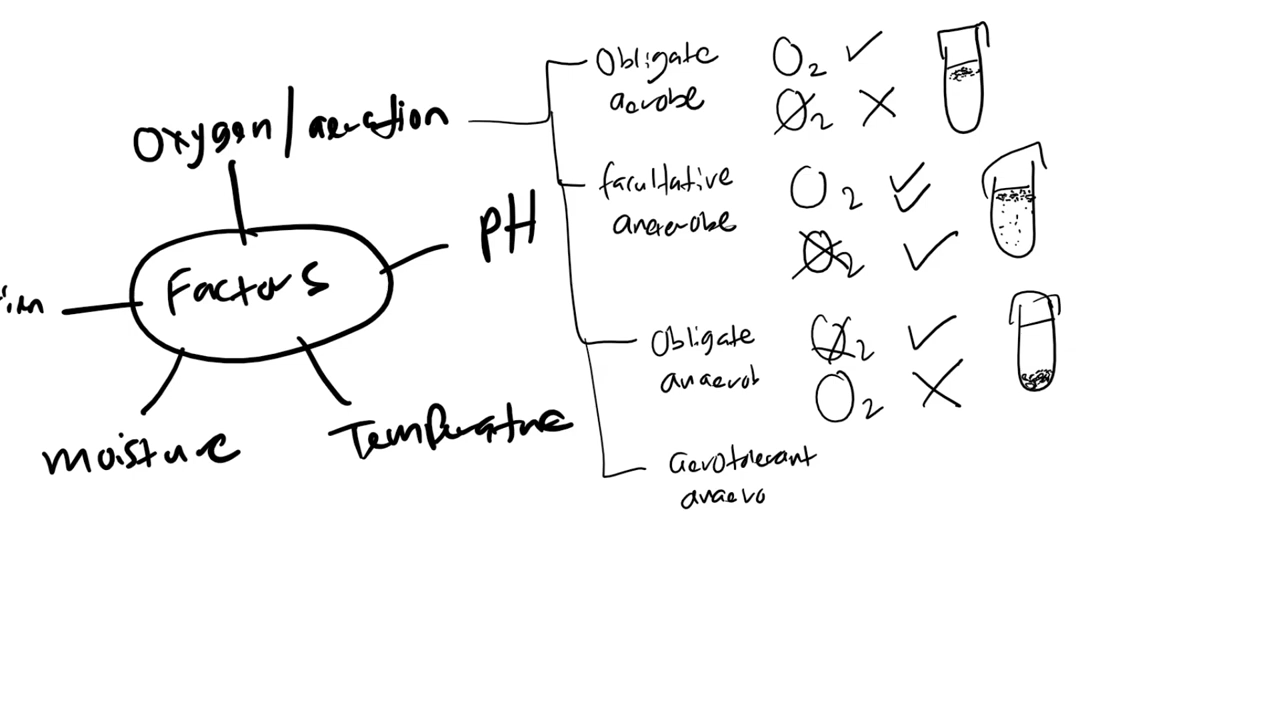 Obligate O2 ✓
aerobe O2 ✗
Oxygen / aeration
facultative O2 ✓✓
anaerobe O2 ✓
pH
Factors
Obligate O2 ✓
anaerob O2 ✗
moisture
Temperature
aerotolerant
anaero